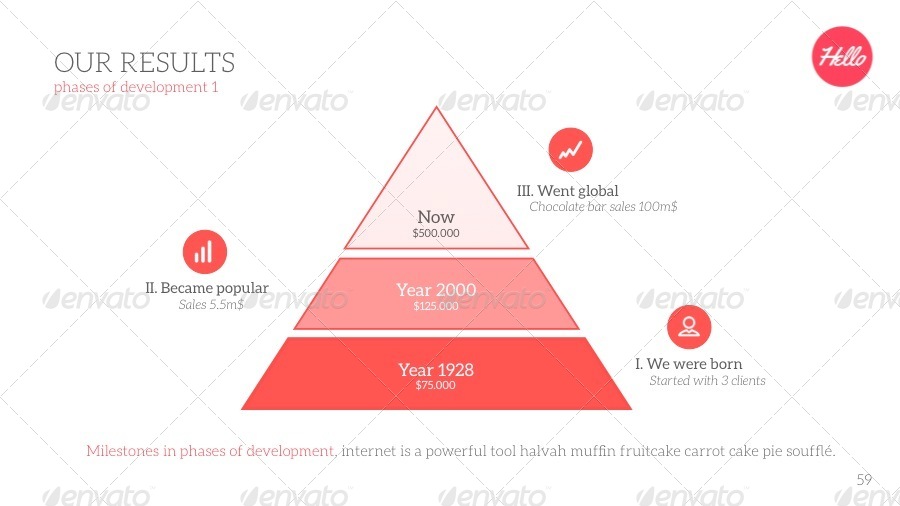 OUR RESULTS
phases of development 1
Hello
III. Went global
Chocolate bar sales 100m$
Now
$500.000
II. Became popular
Sales 5.5m$
Year 2000
$125.000
I. We were born
Started with 3 clients
Year 1928
$75.000
Milestones in phases of development, internet is a powerful tool halvah muffin fruitcake carrot cake pie soufflé.
59
envato